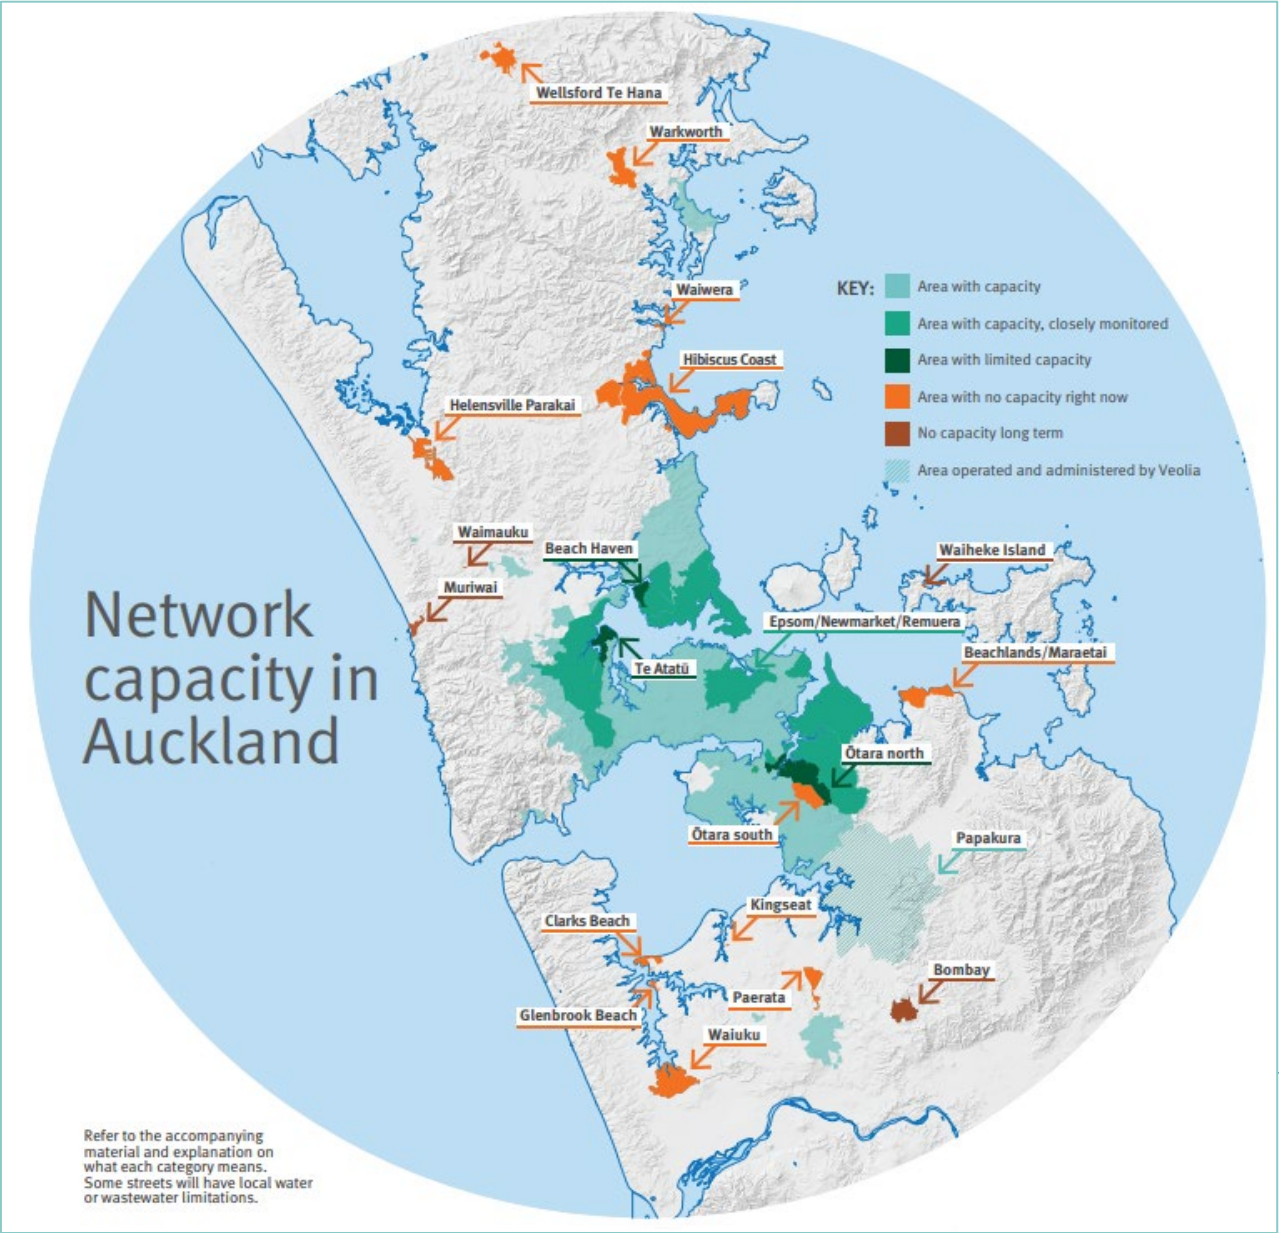 Wellsford Te Hana
Warkworth
Waiwera
KEY:
Area with capacity
Area with capacity, closely monitored
Area with limited capacity
Area with no capacity right now
No capacity long term
Area operated and administered by Veolia
Hibiscus Coast
Helensville Parakai
Waimauku
Beach Haven
Waiheke Island
Muriwai
Network
capacity in
Auckland
Epsom/Newmarket/Remuera
Beachlands/Maraetai
Te Atatū
Ōtara north
Ōtara south
Papakura
Kingseat
Clarks Beach
Bombay
Paerata
Glenbrook Beach
Waiuku
Refer to the accompanying
material and explanation on
what each category means.
Some streets will have local water
or wastewater limitations.